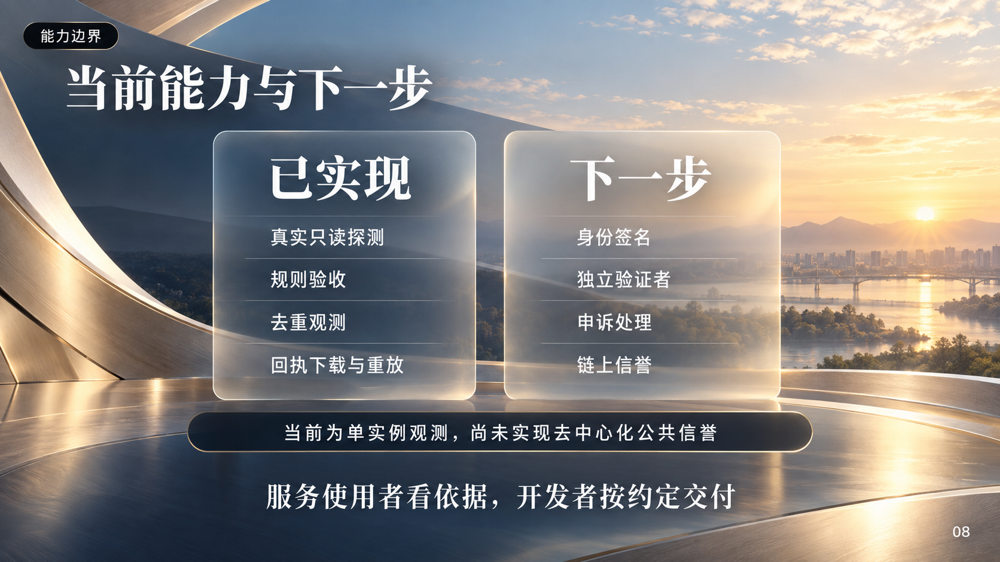 能力边界
当前能力与下一步
已实现
真实只读探测
规则验收
去重观测
回执下载与重放
下一步
身份签名
独立验证者
申诉处理
链上信誉
当前为单实例观测，尚未实现去中心化公共信誉
服务使用者看依据，开发者按约定交付
08